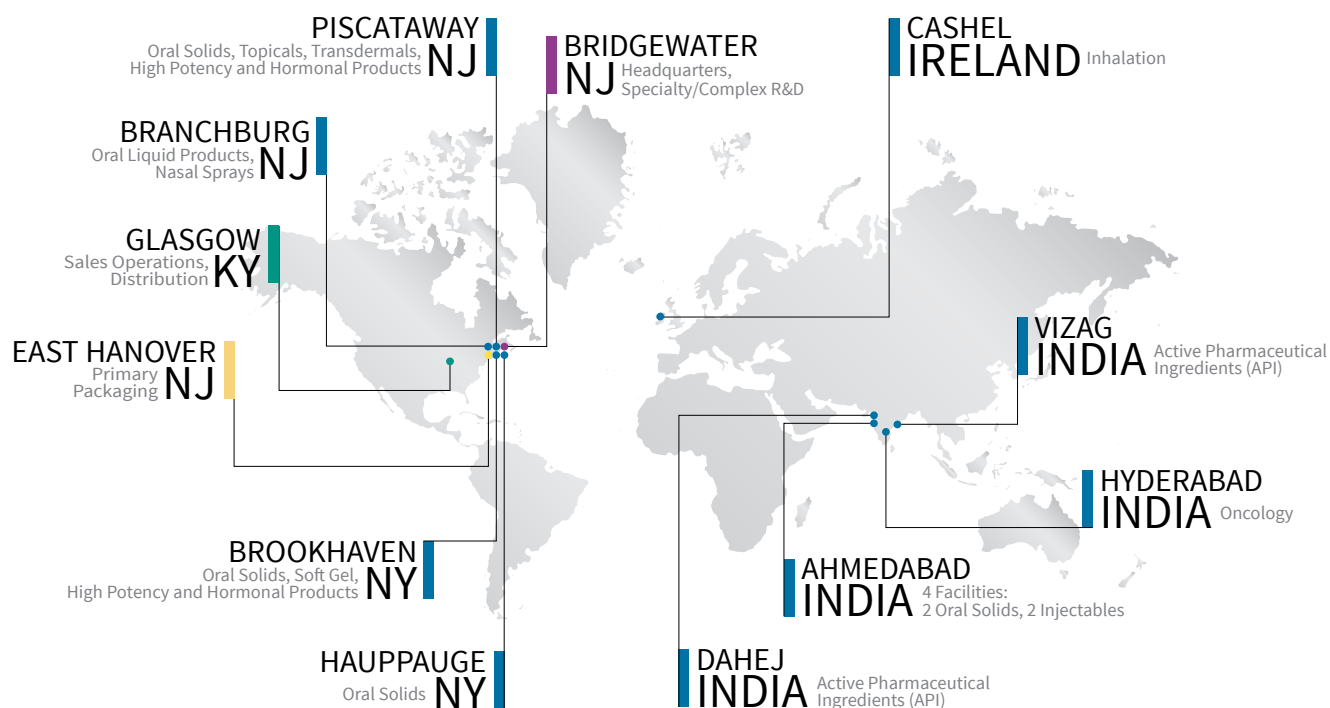 PISCATAWAY
Oral Solids, Topicals, Transdermals,
High Potency and Hormonal Products
NJ
BRIDGEWATER
NJ
Headquarters,
Specialty/Complex R&D
CASHEL
IRELAND
Inhalation
BRANCHBURG
Oral Liquid Products,
Nasal Sprays
NJ
GLASGOW
Sales Operations,
Distribution
KY
EAST HANOVER
Primary
Packaging
NJ
VIZAG
INDIA
Active Pharmaceutical
Ingredients (API)
HYDERABAD
INDIA
Oncology
BROOKHAVEN
Oral Solids, Soft Gel,
High Potency and Hormonal Products
NY
AHMEDABAD
INDIA
4 Facilities:
2 Oral Solids, 2 Injectables
HAUPPAUGE
Oral Solids
NY
DAHEJ
INDIA
Active Pharmaceutical
Ingredients (API)